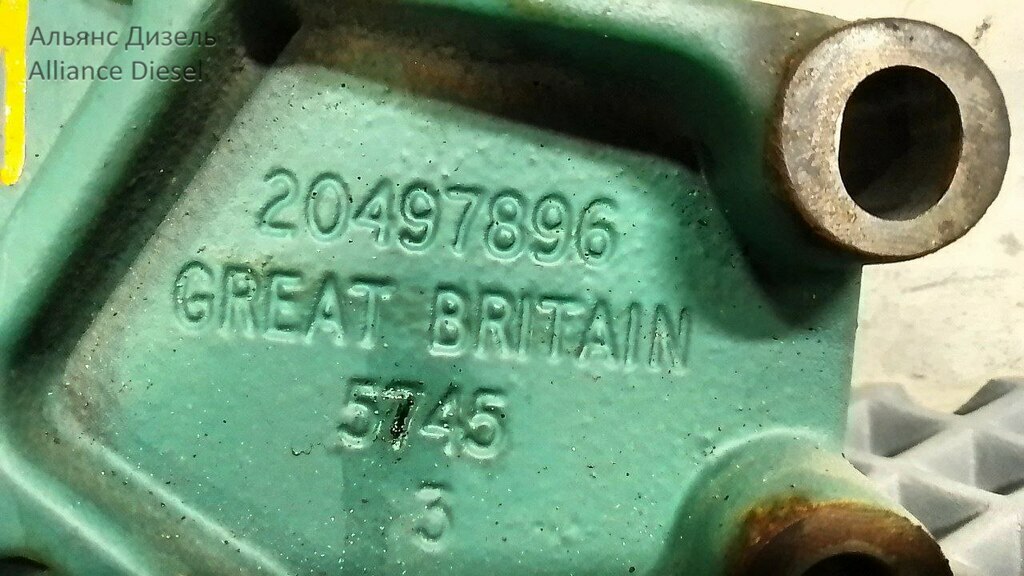 Альянс Дизель
Alliance Diesel
20497896
GREAT BRITAIN
5745
3